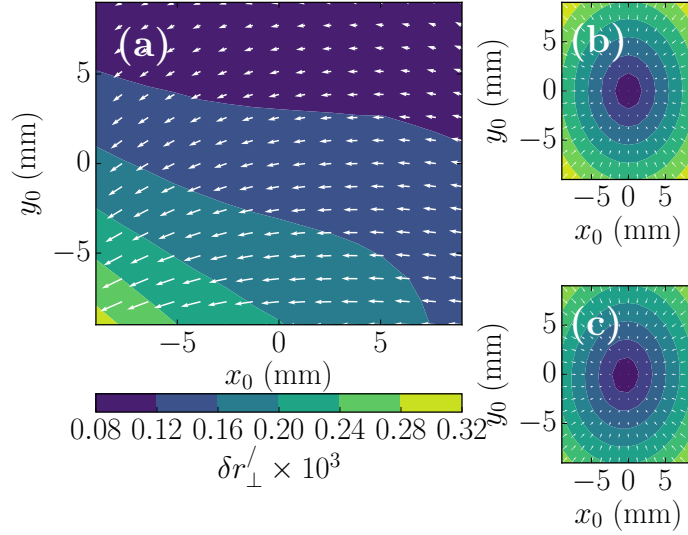 (a)
5
0
−5
y₀ (mm)
−5 0 5
x₀ (mm)
0.08 0.12 0.16 0.20 0.24 0.28 0.32
δr′⊥ × 10³
(b)
5
0
−5
y₀ (mm)
−5 0 5
x₀ (mm)
(c)
5
0
−5
y₀ (mm)
−5 0 5
x₀ (mm)